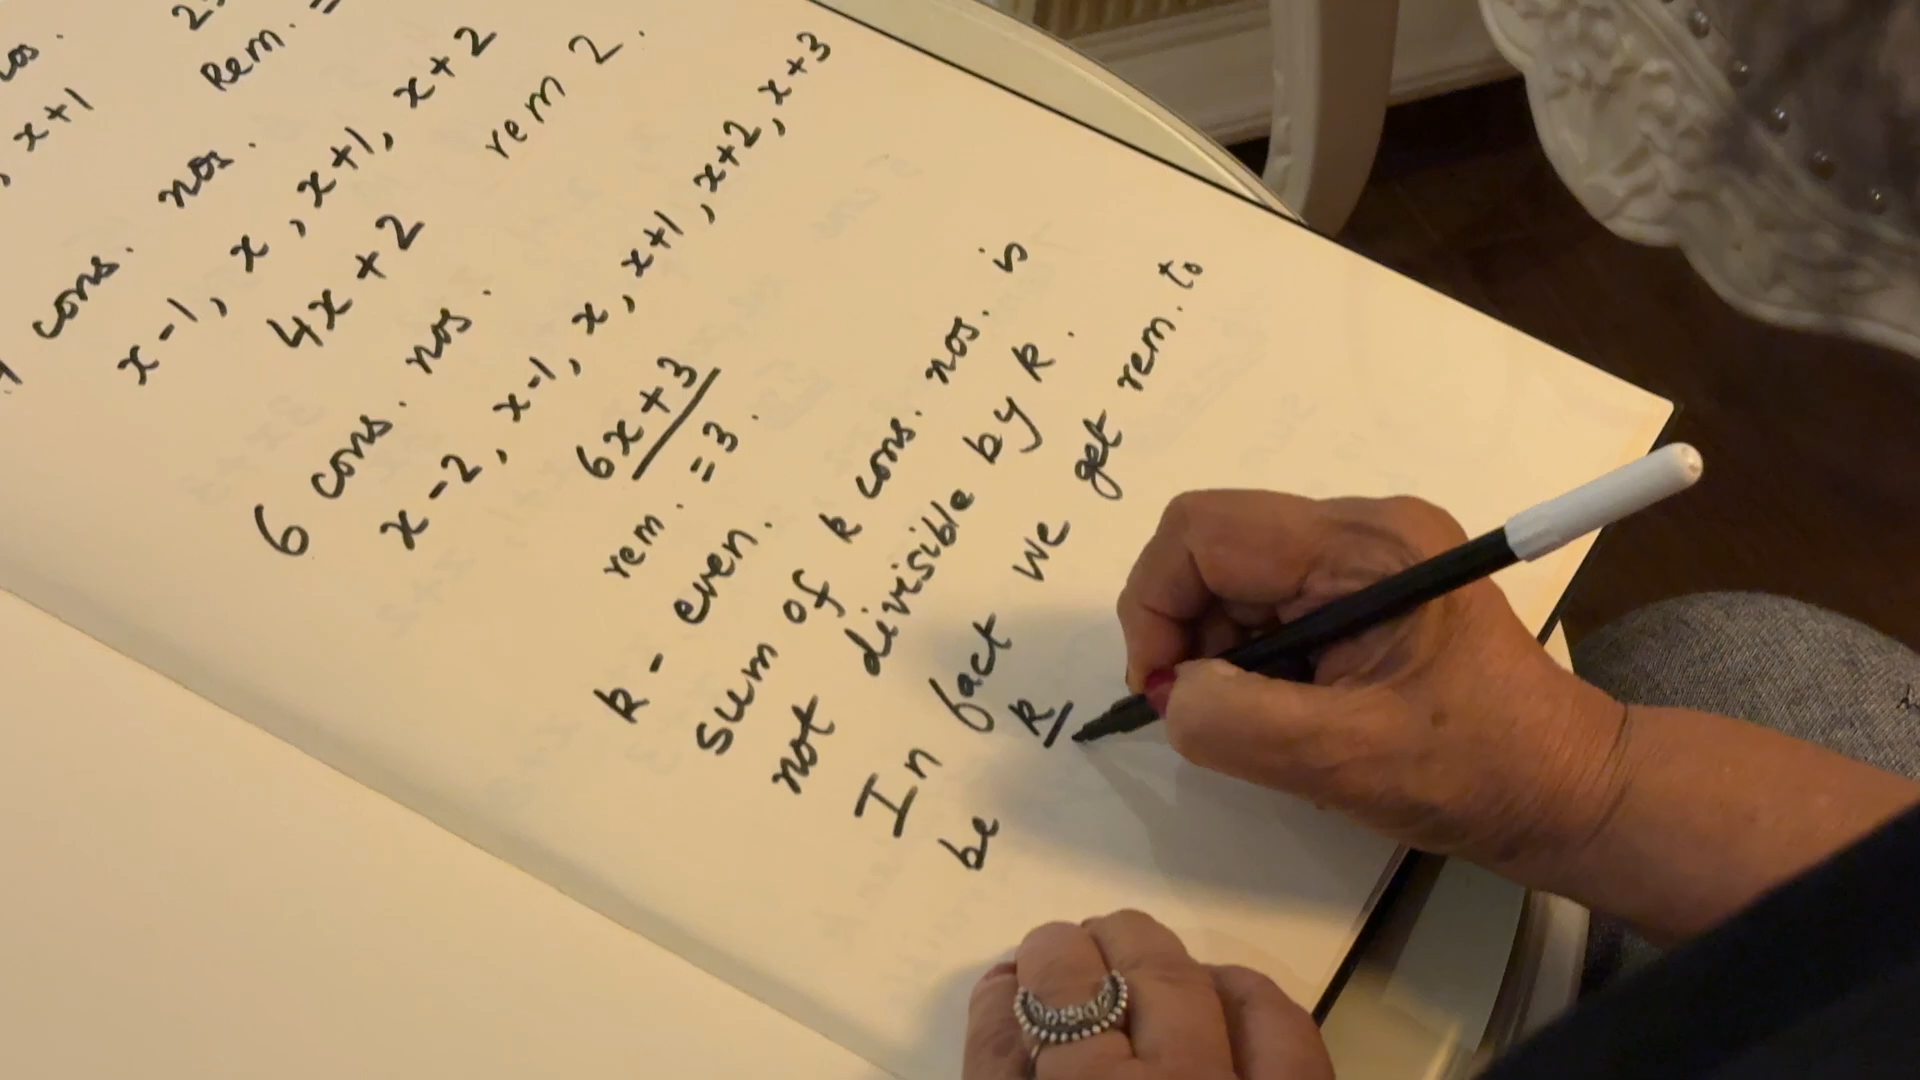 2
Rem. =
x+1
cons. nos.
x-1, x, x+1, x+2
4x+2 rem 2.
6 cons. nos.
x-2, x-1, x, x+1, x+2, x+3
6x+3
rem. = 3.
k - even.
sum of k cons. nos. is
not divisible by k.
In fact we get rem. to
be k